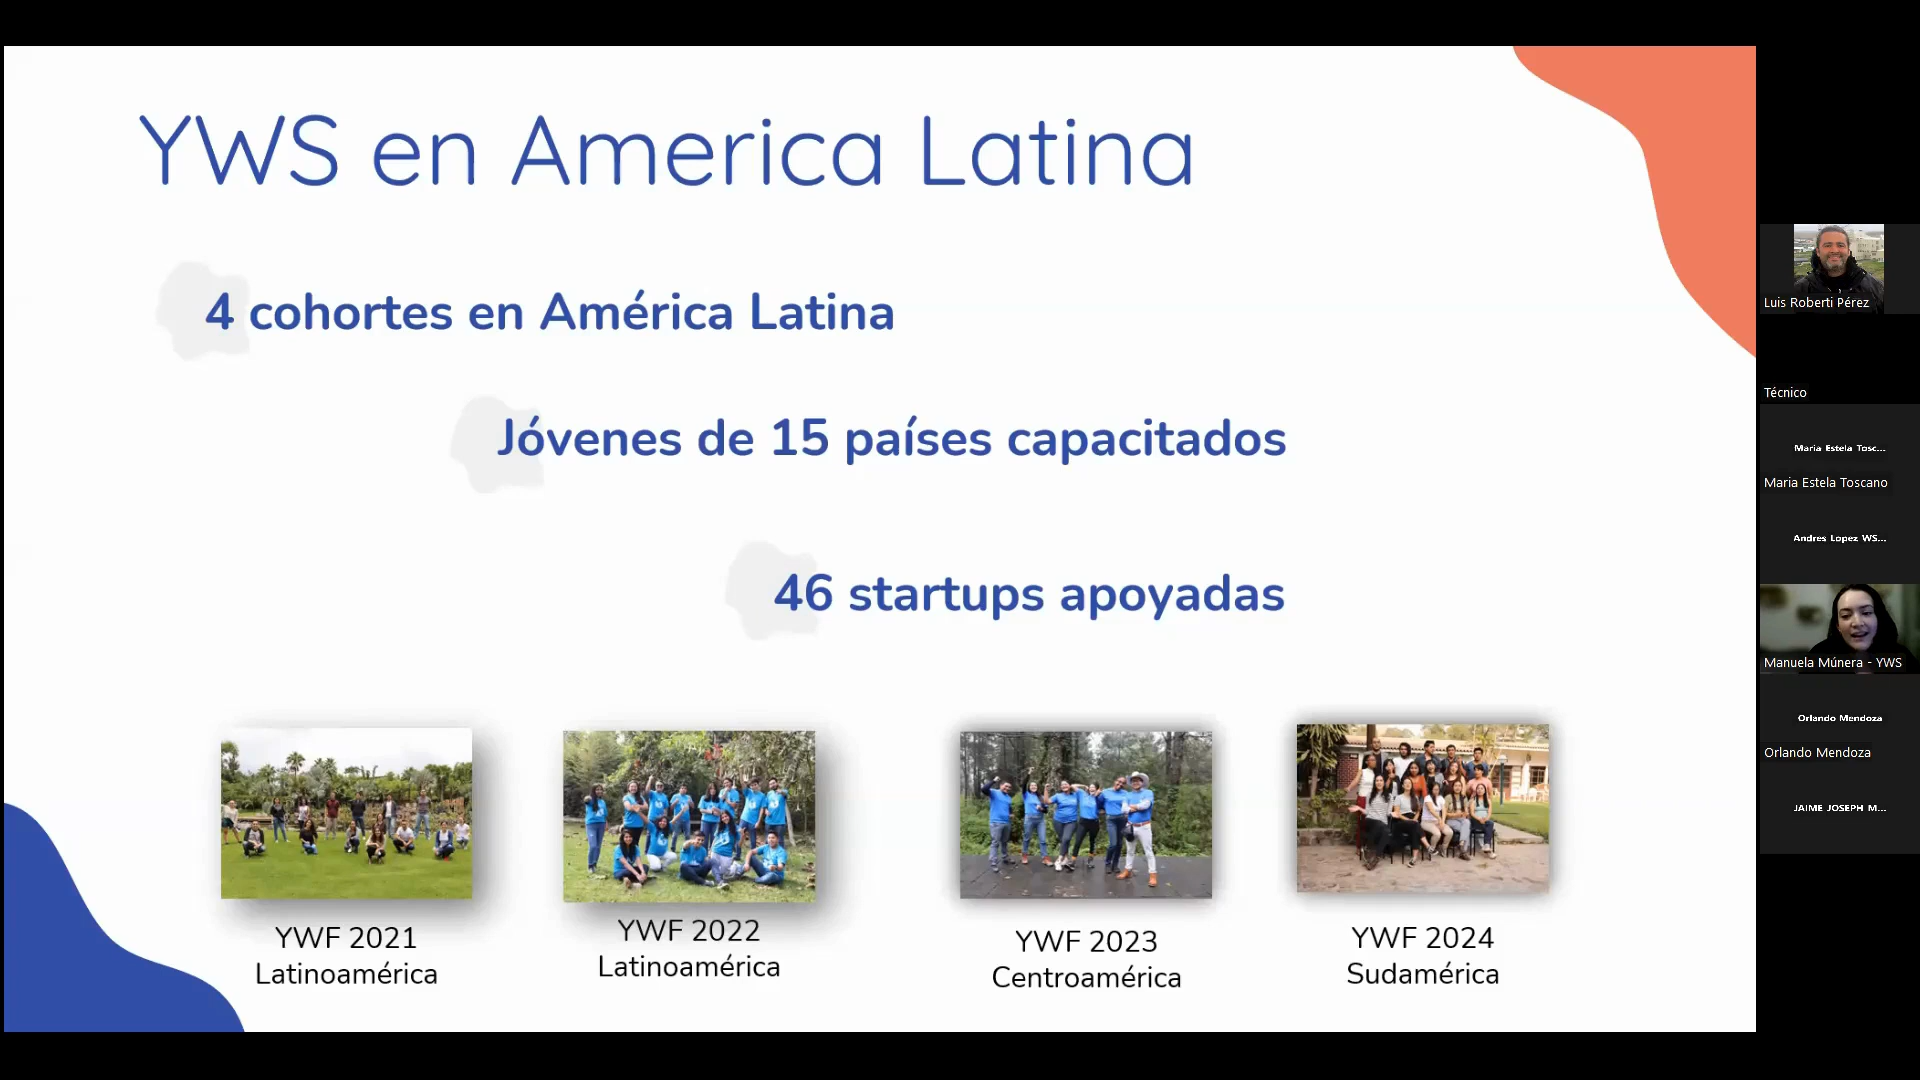 YWS en America Latina
4 cohortes en América Latina
Jóvenes de 15 países capacitados
46 startups apoyadas
YWF 2021
Latinoamérica
YWF 2022
Latinoamérica
YWF 2023
Centroamérica
YWF 2024
Sudamérica
Luis Roberti Pérez
Técnico
Maria Estela Tosc...
Maria Estela Toscano
Andres Lopez WS...
Manuela Múnera - YWS
Orlando Mendoza
Orlando Mendoza
JAIME JOSEPH M...